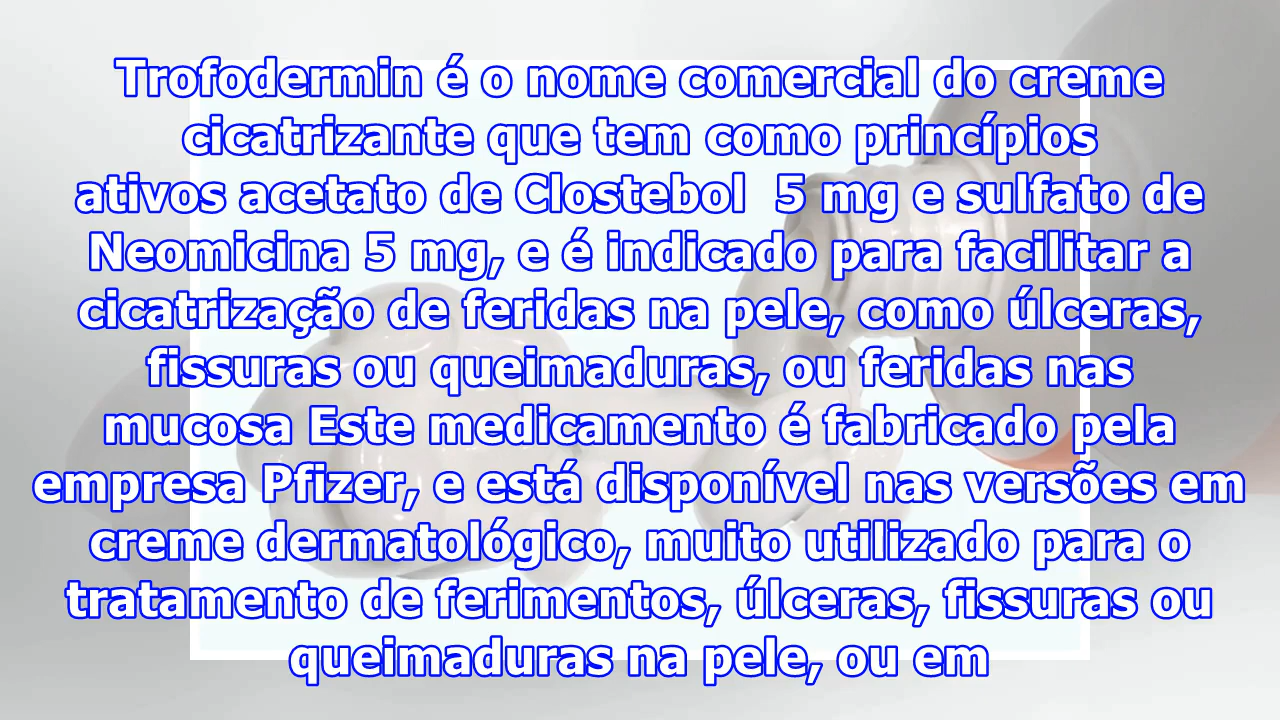 Trofodermin é o nome comercial do creme
cicatrizante que tem como princípios
ativos acetato de Clostebol  5 mg e sulfato de
Neomicina 5 mg, e é indicado para facilitar a
cicatrização de feridas na pele, como úlceras,
fissuras ou queimaduras, ou feridas nas
mucosa Este medicamento é fabricado pela
empresa Pfizer, e está disponível nas versões em
creme dermatológico, muito utilizado para o
tratamento de ferimentos, úlceras, fissuras ou
queimaduras na pele, ou em